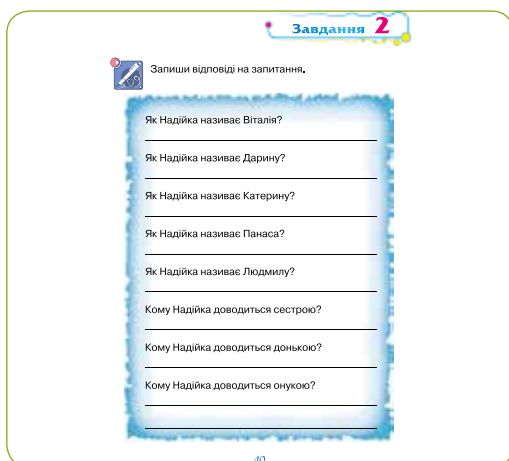 Завдання 2
Запиши відповіді на запитання.
Як Надійка називає Віталія?
Як Надійка називає Дарину?
Як Надійка називає Катерину?
Як Надійка називає Панаса?
Як Надійка називає Людмилу?
Кому Надійка доводиться сестрою?
Кому Надійка доводиться донькою?
Кому Надійка доводиться онукою?
40